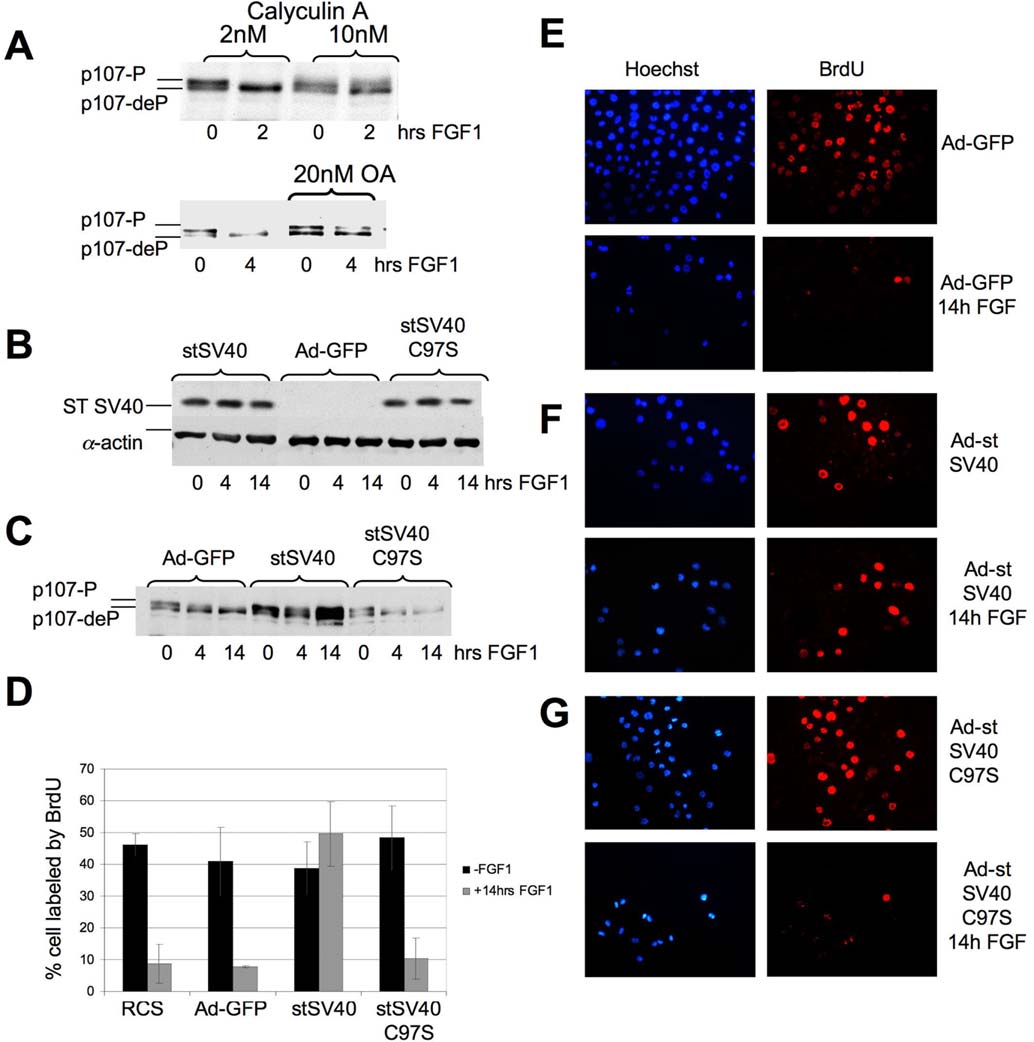 A
Calyculin A
2nM 10nM
p107-P
p107-deP
0 2 0 2 hrs FGF1
20nM OA
p107-P
p107-deP
0 4 0 4 hrs FGF1
B
stSV40 Ad-GFP stSV40 C97S
ST SV40
α-actin
0 4 14 0 4 14 0 4 14 hrs FGF1
C
Ad-GFP stSV40 stSV40 C97S
p107-P
p107-deP
0 4 14 0 4 14 0 4 14 hrs FGF1
D
% cell labeled by BrdU
70
60
50
40
30
20
10
0
RCS Ad-GFP stSV40 stSV40 C97S
-FGF1
+14hrs FGF1
E
Hoechst BrdU
Ad-GFP
Ad-GFP
14h FGF
F
Ad-st
SV40
Ad-st
SV40
14h FGF
G
Ad-st
SV40
C97S
Ad-st
SV40
C97S
14h FGF